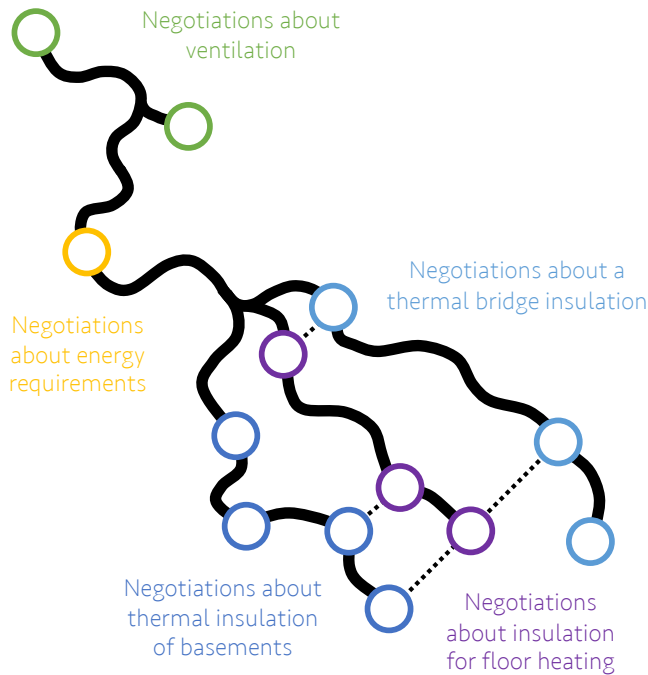 Negotiations about
ventilation
Negotiations about a
thermal bridge insulation
Negotiations
about energy
requirements
Negotiations about
thermal insulation
of basements
Negotiations
about insulation
for floor heating